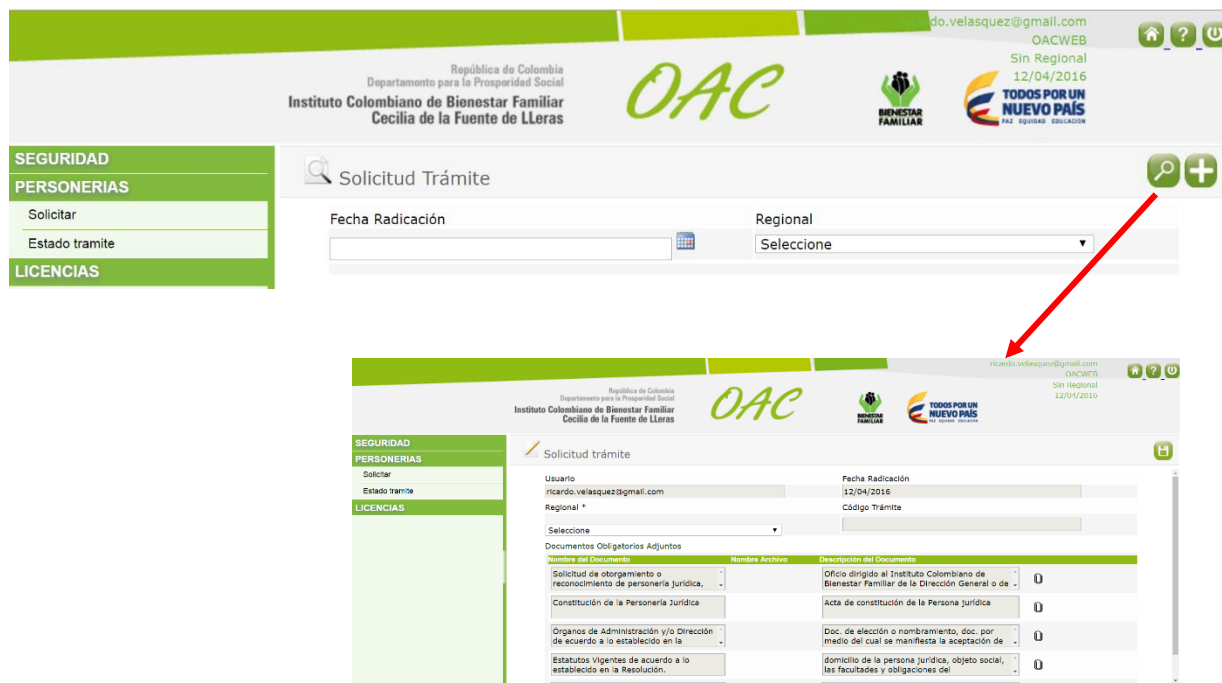 ricardo.velasquez@gmail.com
OACWEB
Sin Regional
12/04/2016
República de Colombia
Departamento para la Prosperidad Social
Instituto Colombiano de Bienestar Familiar
Cecilia de la Fuente de LLeras
OAC
BIENESTAR
FAMILIAR
TODOS POR UN
NUEVO PAÍS
PAZ EQUIDAD EDUCACIÓN
SEGURIDAD
PERSONERIAS
Solicitar
Estado tramite
LICENCIAS
Solicitud Trámite
Fecha Radicación
Regional
Seleccione
ricardo.velasquez@gmail.com
OACWEB
Sin Regional
12/04/2016
República de Colombia
Departamento para la Prosperidad Social
Instituto Colombiano de Bienestar Familiar
Cecilia de la Fuente de LLeras
OAC
BIENESTAR
FAMILIAR
TODOS POR UN
NUEVO PAÍS
PAZ EQUIDAD EDUCACIÓN
SEGURIDAD
PERSONERIAS
Solicitar
Estado tramite
LICENCIAS
Solicitud trámite
Usuario
Fecha Radicación
ricardo.velasquez@gmail.com
12/04/2016
Regional *
Código Trámite
Seleccione
Documentos Obligatorios Adjuntos
Nombre del Documento Nombre Archivo Descripción del Documento
Solicitud de otorgamiento o
reconocimiento de personería jurídica,
Oficio dirigido al Instituto Colombiano de
Bienestar Familiar de la Dirección General o de
Constitución de la Personería Jurídica
Acta de constitución de la Persona jurídica
Órganos de Administración y/o Dirección
de acuerdo a lo establecido en la
Doc. de elección o nombramiento, doc. por
medio del cual se manifiesta la aceptación de
Estatutos Vigentes de acuerdo a lo
establecido en la Resolución.
domicilio de la persona jurídica, objeto social,
las facultades y obligaciones del